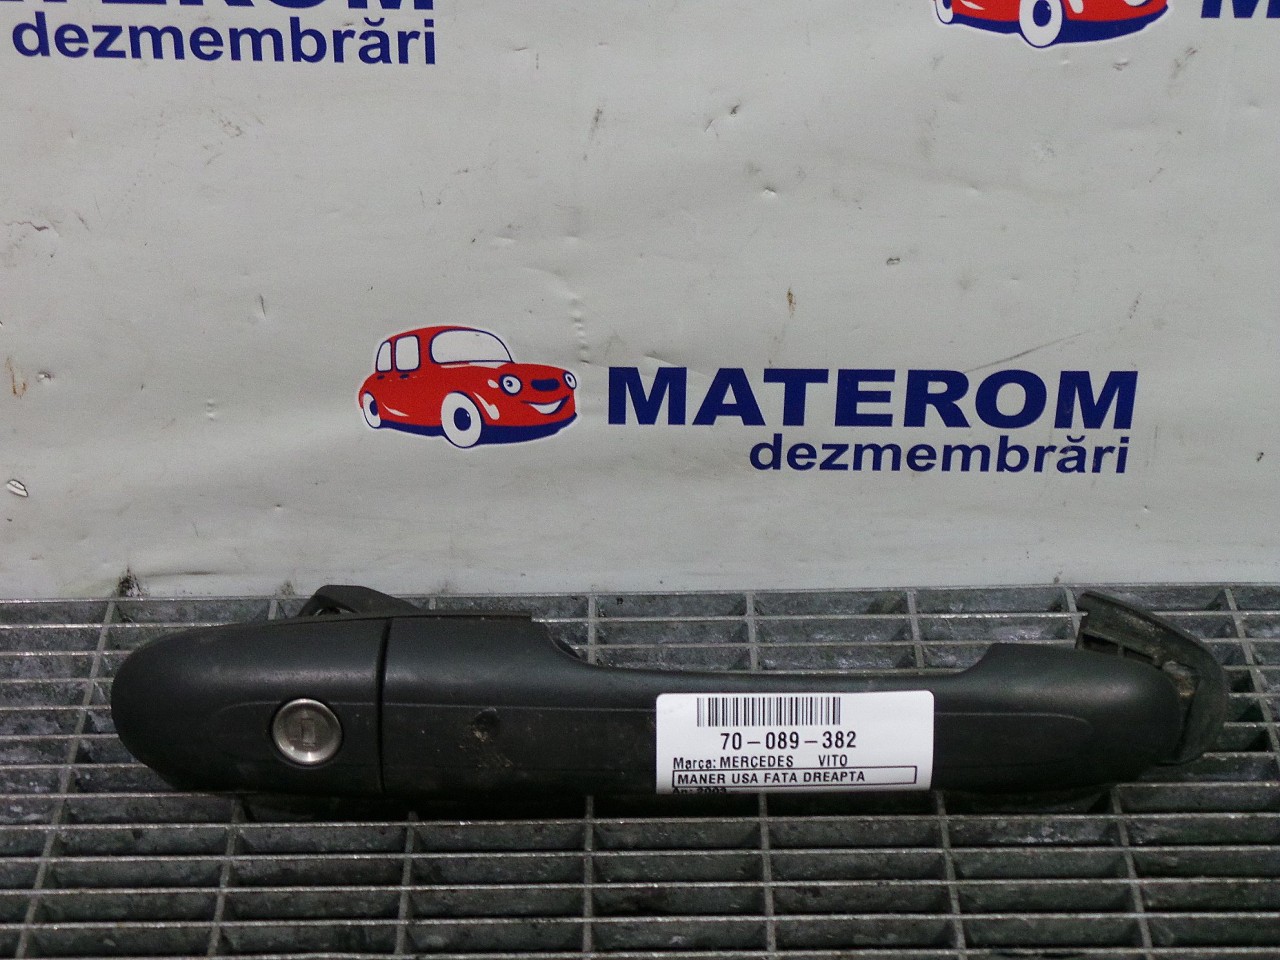 dezmembrări
MATEROM
dezmembrări
70-089-382
Marca: MERCEDES VITO
MANER USA FATA DREAPTA